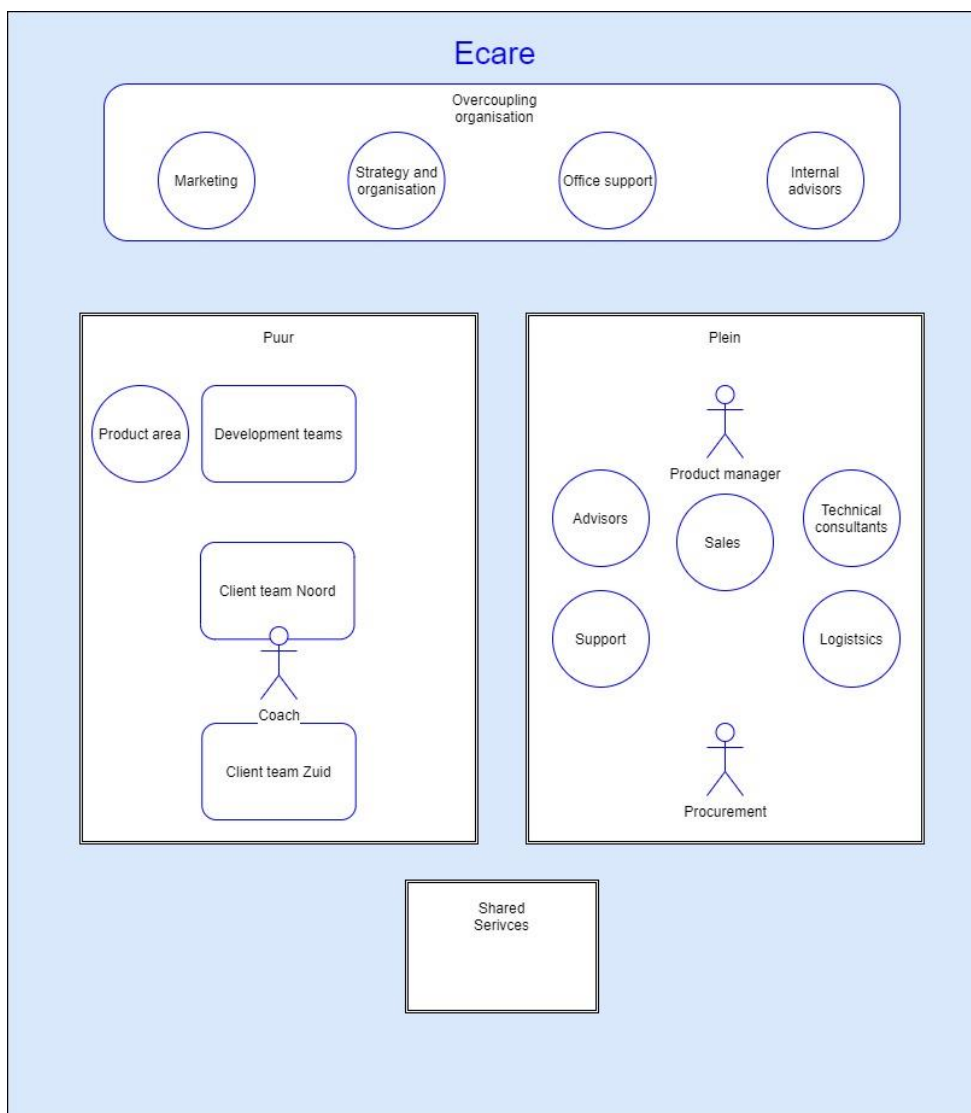 Ecare
Overcoupling
organisation
Marketing
Strategy and
organisation
Office support
Internal
advisors
Puur
Product area
Development teams
Client team Noord
Coach
Client team Zuid
Plein
Product manager
Advisors
Sales
Technical
consultants
Support
Logistsics
Procurement
Shared
Serivces